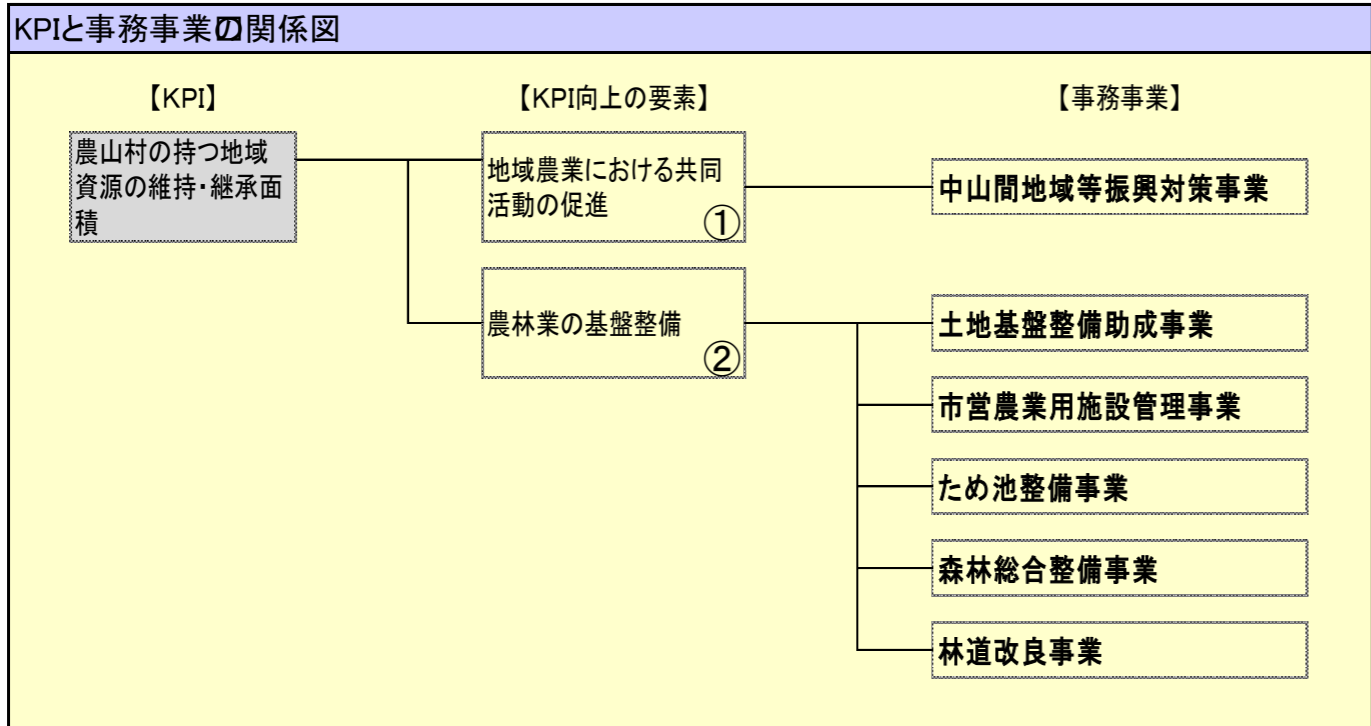 KPIと事務事業の関係図
【KPI】
【KPI向上の要素】
【事務事業】
農山村の持つ地域
資源の維持・継承面
積
地域農業における共同
活動の促進
①
中山間地域等振興対策事業
農林業の基盤整備
②
土地基盤整備助成事業
市営農業用施設管理事業
ため池整備事業
森林総合整備事業
林道改良事業